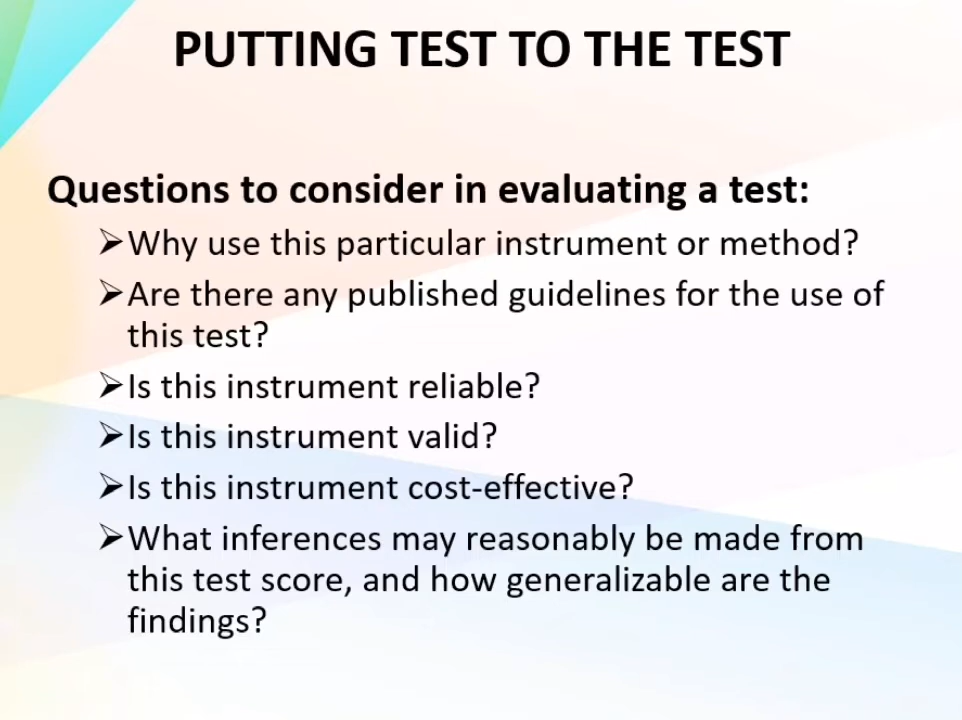 PUTTING TEST TO THE TEST
Questions to consider in evaluating a test:
➢Why use this particular instrument or method?
➢Are there any published guidelines for the use of
this test?
➢Is this instrument reliable?
➢Is this instrument valid?
➢Is this instrument cost-effective?
➢What inferences may reasonably be made from
this test score, and how generalizable are the
findings?